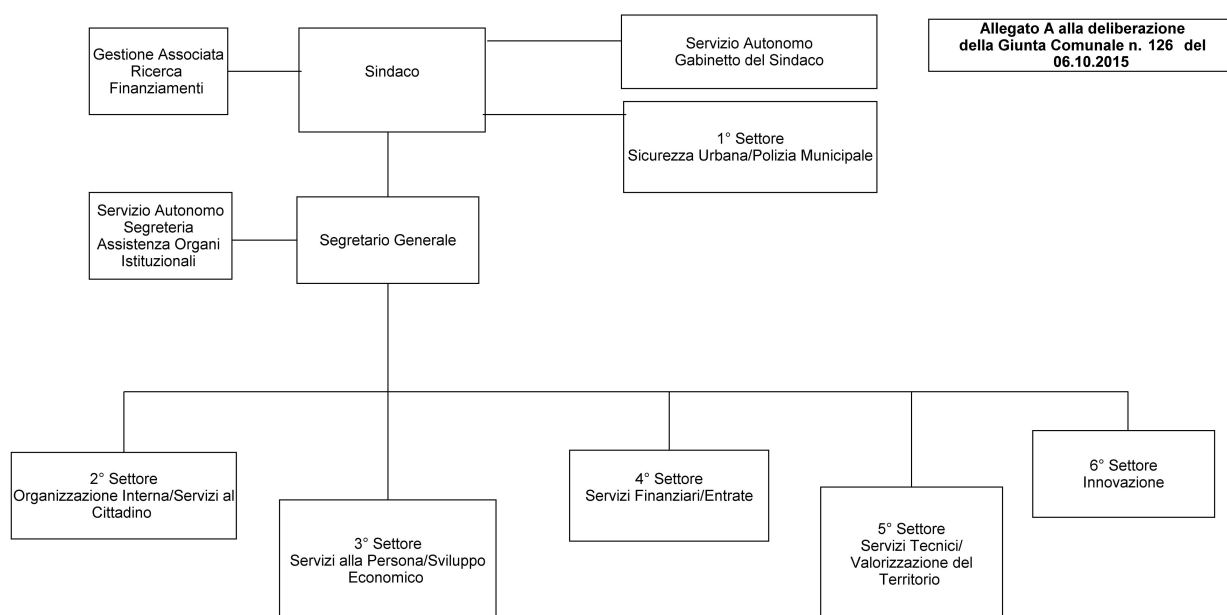 Gestione Associata
Ricerca
Finanziamenti
Sindaco
Servizio Autonomo
Gabinetto del Sindaco
Allegato A alla deliberazione
della Giunta Comunale n. 126 del
06.10.2015
1° Settore
Sicurezza Urbana/Polizia Municipale
Servizio Autonomo
Segreteria
Assistenza Organi
Istituzionali
Segretario Generale
2° Settore
Organizzazione Interna/Servizi al
Cittadino
3° Settore
Servizi alla Persona/Sviluppo
Economico
4° Settore
Servizi Finanziari/Entrate
5° Settore
Servizi Tecnici/
Valorizzazione del
Territorio
6° Settore
Innovazione